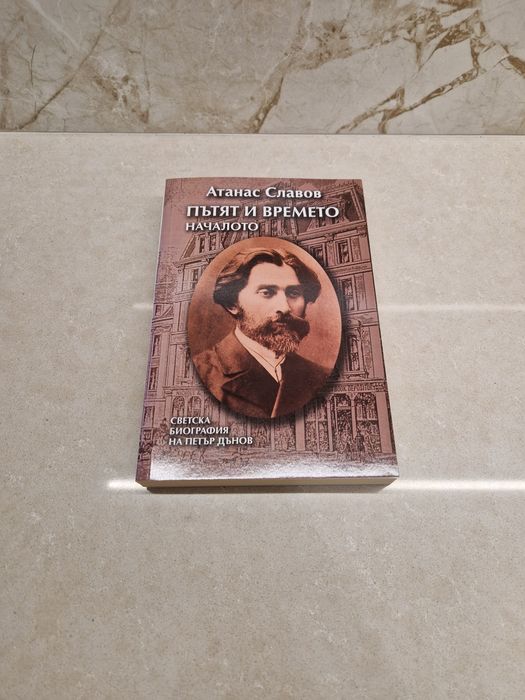 Атанас Славов
ПЪТЯТ И ВРЕМЕТО
НАЧАЛОТО
СВЕТСКА
БИОГРАФИЯ
НА ПЕТЪР ДЪНОВ